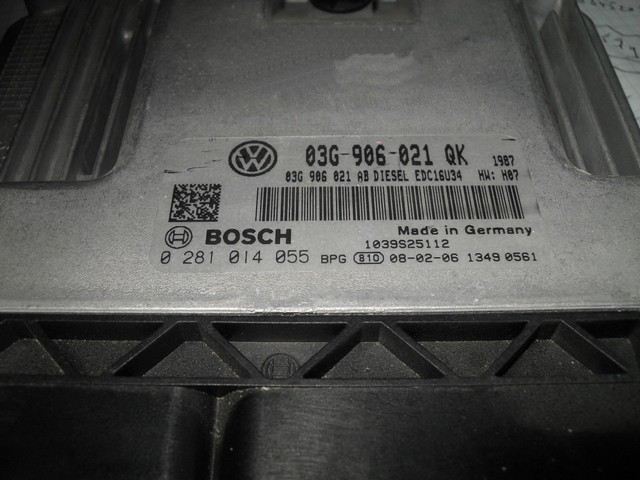 03G-906-021 QK 1987
03G 906 021 AB DIESEL EDC16U34 HW: H07
BOSCH Made in Germany
1039S25112
0 281 014 055 BPG 810 08-02-06 1349 0561